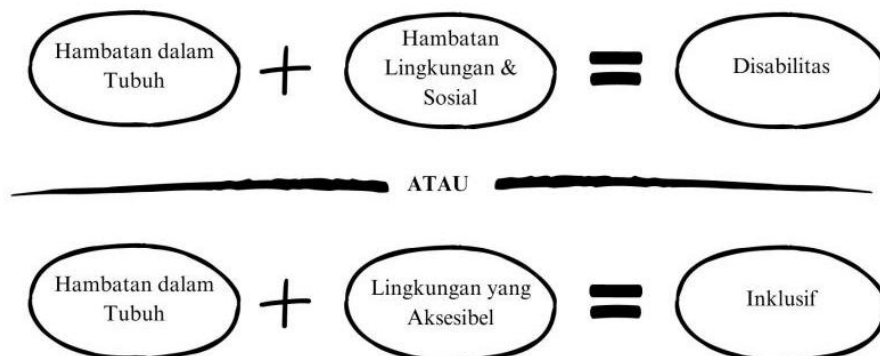 Hambatan dalam
Tubuh
+
Hambatan
Lingkungan &
Sosial
=
Disabilitas
ATAU
Hambatan dalam
Tubuh
+
Lingkungan yang
Aksesibel
=
Inklusif